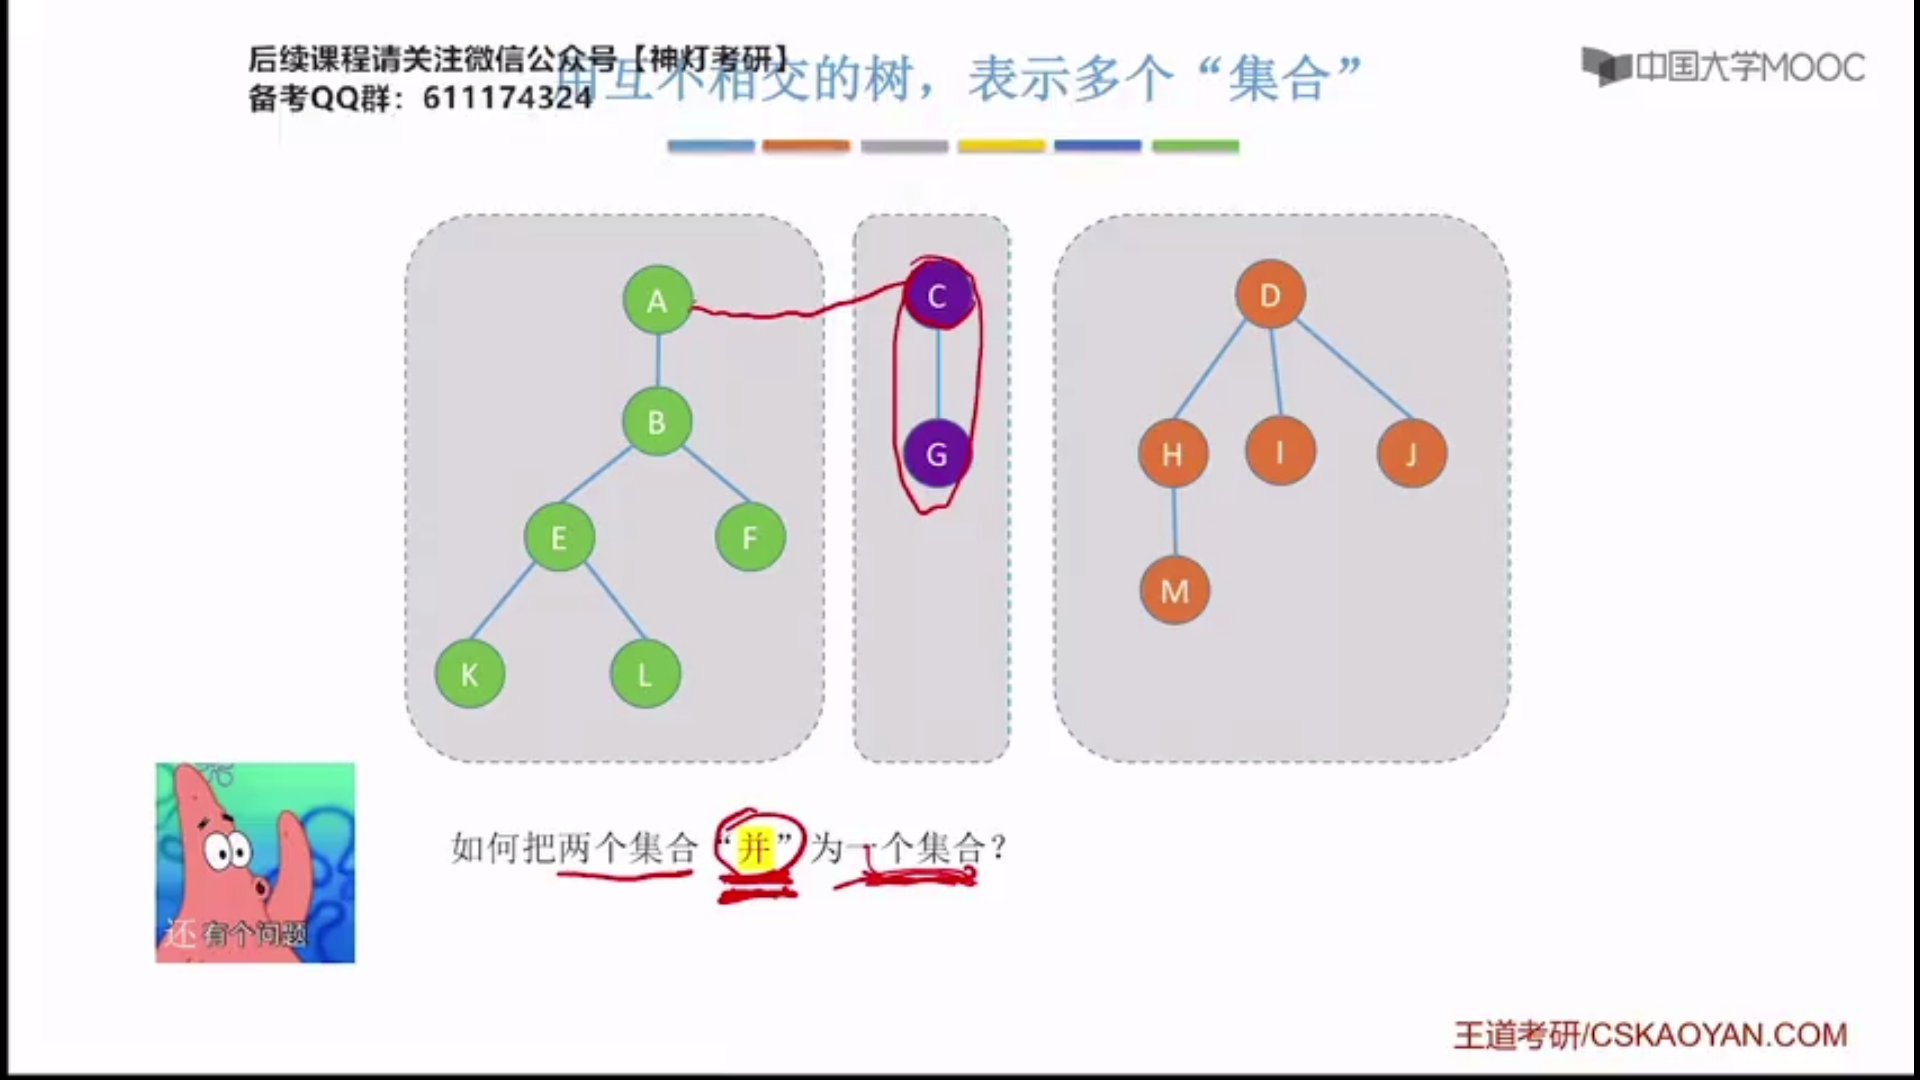 后续课程请关注微信公众号【神灯考研】
备考QQ群：611174324
用互不相交的树，表示多个“集合”
中国大学MOOC
A
C
D
B
G
H
I
J
E
F
M
K
L
如何把两个集合“并”为一个集合？
还有个问题
王道考研/CSKAOYAN.COM